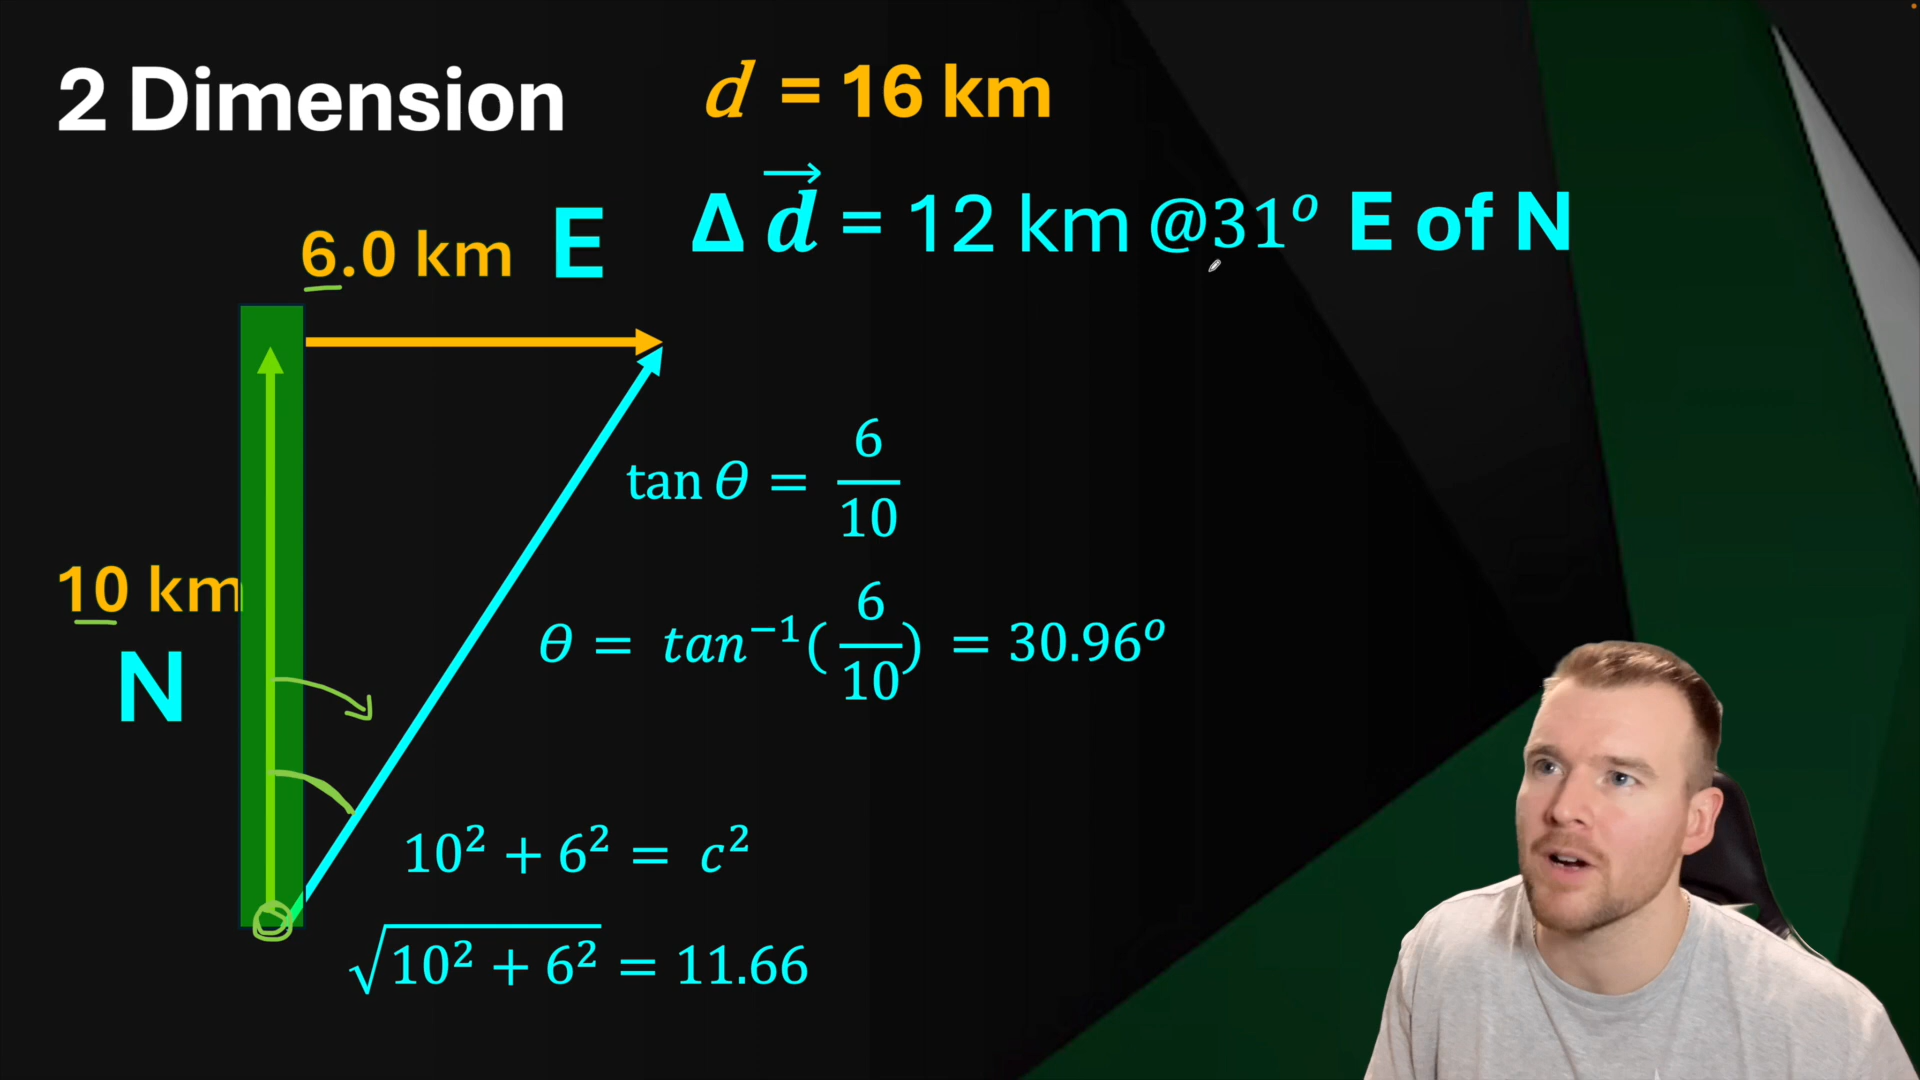 2 Dimension
d = 16 km
Δ d⃗ = 12 km @31° E of N
6.0 km E
tan θ = 6/10
10 km
N
θ = tan⁻¹(6/10) = 30.96°
10² + 6² = c²
√10² + 6² = 11.66